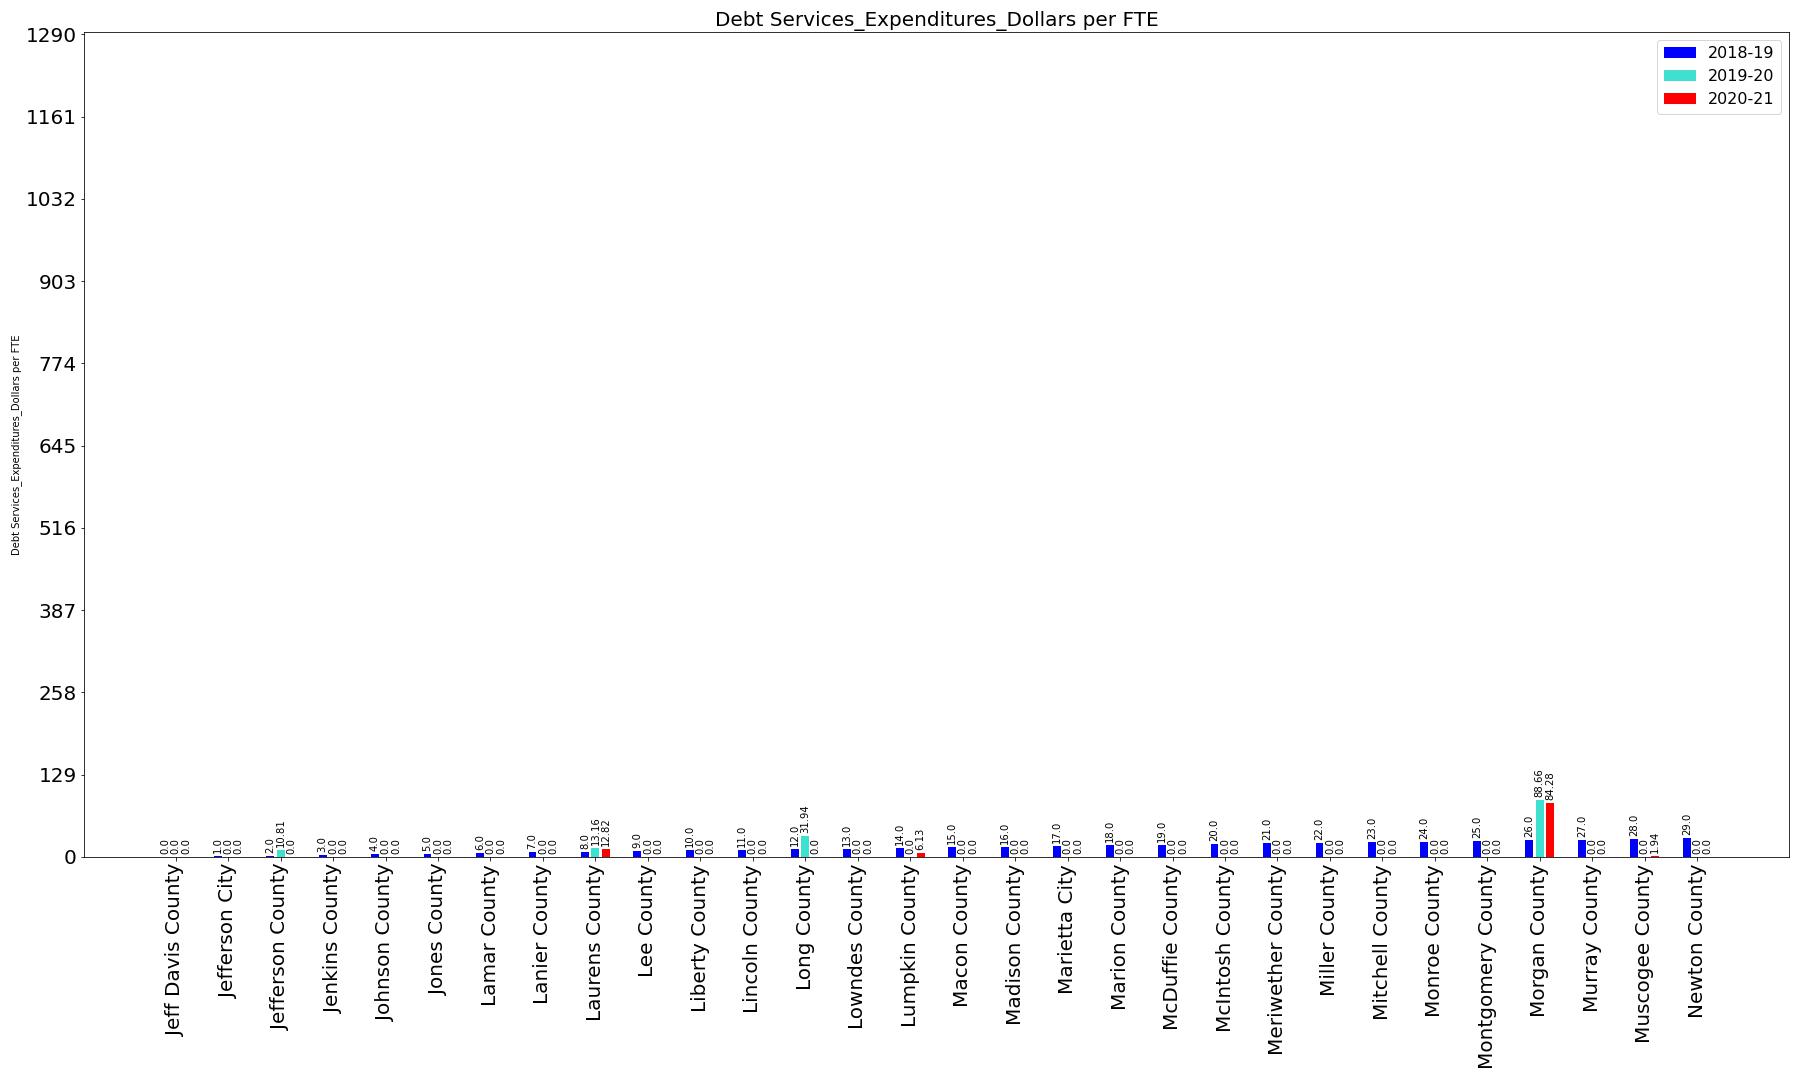 Debt Services_Expenditures_Dollars per FTE
2018-19
2019-20
2020-21
Debt Services_Expenditures_Dollars per FTE
1290
1161
1032
903
774
645
516
387
258
129
0
0.0 0.0 0.0
1.0 0.0 0.0
2.0 10.81 0.0
3.0 0.0 0.0
4.0 0.0 0.0
5.0 0.0 0.0
6.0 0.0 0.0
7.0 0.0 0.0
8.0 13.16 12.82
9.0 0.0 0.0
10.0 0.0 0.0
11.0 0.0 0.0
12.0 31.94 0.0
13.0 0.0 0.0
14.0 0.0 6.13
15.0 0.0 0.0
16.0 0.0 0.0
17.0 0.0 0.0
18.0 0.0 0.0
19.0 0.0 0.0
20.0 0.0 0.0
21.0 0.0 0.0
22.0 0.0 0.0
23.0 0.0 0.0
24.0 0.0 0.0
25.0 0.0 0.0
26.0 88.66 84.28
27.0 0.0 0.0
28.0 0.0 1.94
29.0 0.0 0.0
Jeff Davis County
Jefferson City
Jefferson County
Jenkins County
Johnson County
Jones County
Lamar County
Lanier County
Laurens County
Lee County
Liberty County
Lincoln County
Long County
Lowndes County
Lumpkin County
Macon County
Madison County
Marietta City
Marion County
McDuffie County
McIntosh County
Meriwether County
Miller County
Mitchell County
Monroe County
Montgomery County
Morgan County
Murray County
Muscogee County
Newton County